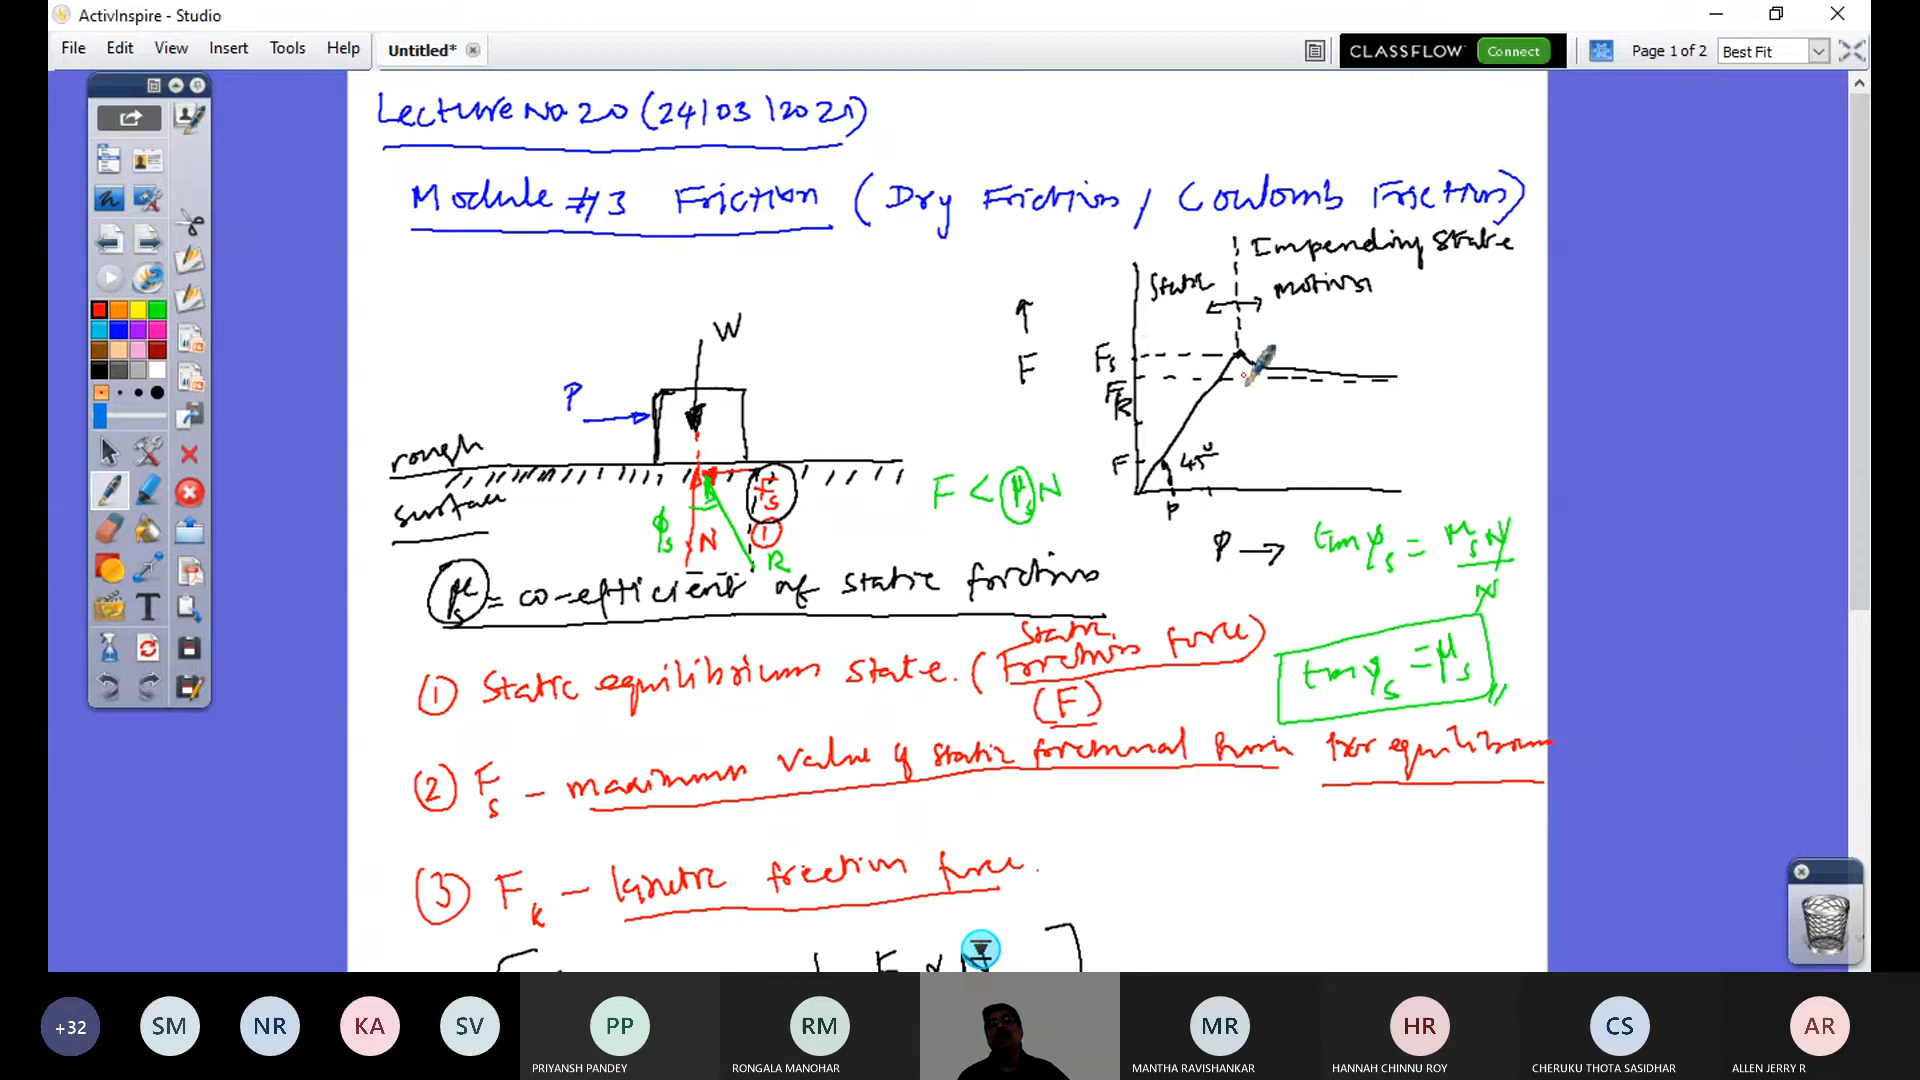 ActivInspire - Studio
File Edit View Insert Tools Help Untitled*
CLASSFLOW Connect Page 1 of 2 Best Fit
Lecture No 20 (24/03/2021)
Module #3 Friction (Dry Friction / Coulomb Friction)
Impending state
Static motion
W
F
Fs
P
Fk
rough
F 45°
Fs
F < μs N
surface
φs N 1 R
P
P → tan φs = μs N / N
μs = co-efficient of static friction
Static
① Static equilibrium state. (Friction force)
(F)
tan φs = μs
② Fs - maximum value of static frictional force for equilibrium
③ Fk - kinetic friction force.
F α N
+32 SM NR KA SV PP RM MR HR CS AR
PRIYANSH PANDEY RONGALA MANOHAR MANTHA RAVISHANKAR HANNAH CHINNU ROY CHERUKU THOTA SASIDHAR ALLEN JERRY R